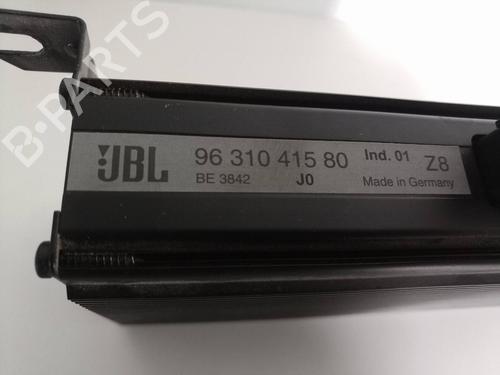 B-PARTS
JBL 96 310 415 80 Ind. 01 Z8
BE 3842 J0 Made in Germany